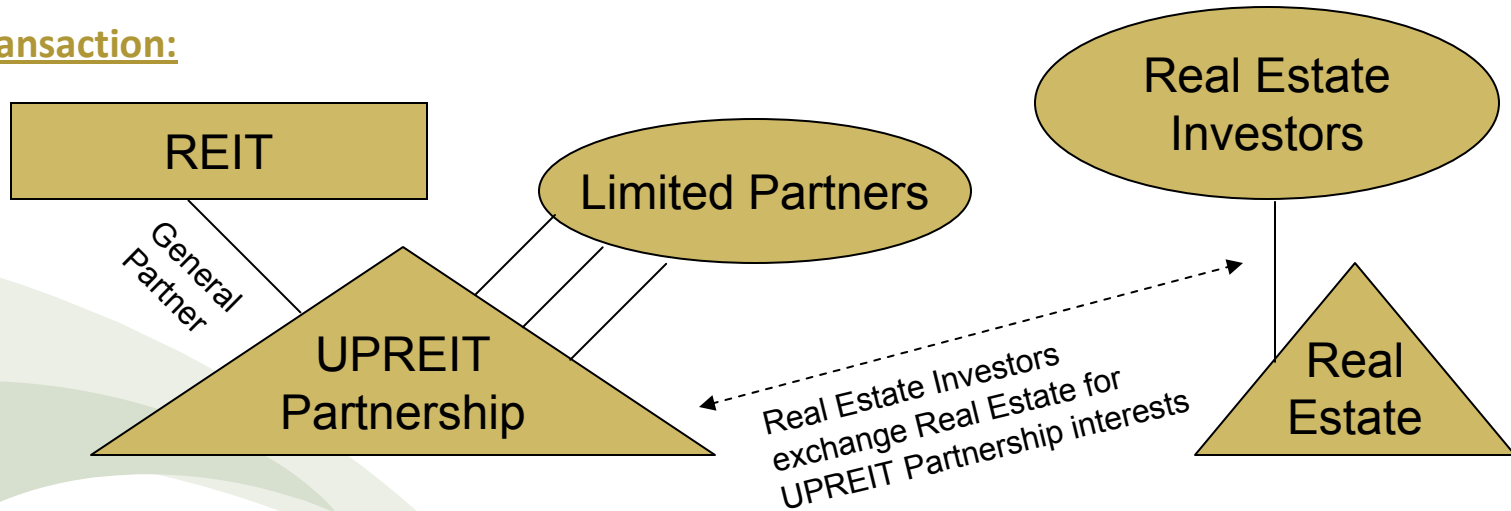 ansaction:
REIT
General
Partner
UPREIT
Partnership
Limited Partners
Real Estate Investors
exchange Real Estate for
UPREIT Partnership interests
Real Estate
Investors
Real
Estate